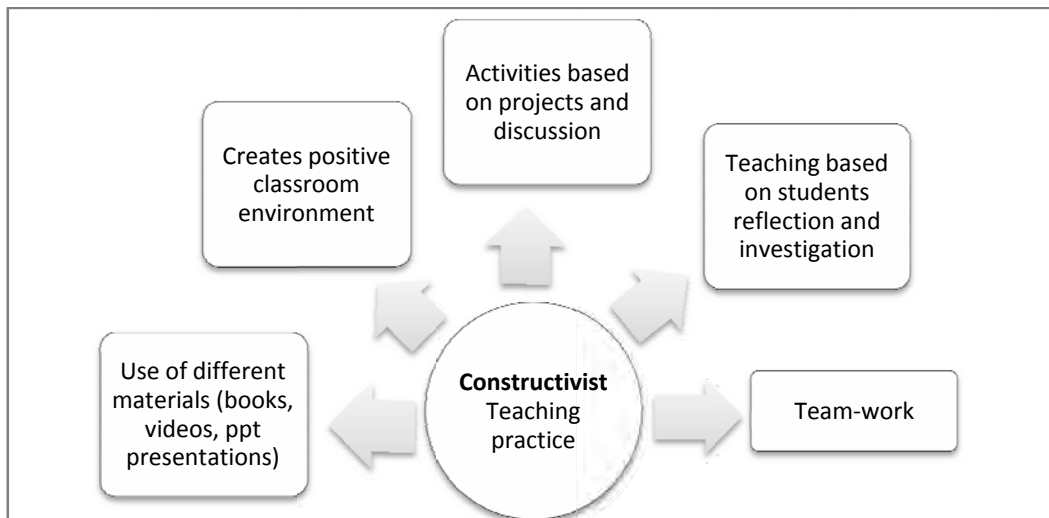 Activities based
on projects and
discussion
Creates positive
classroom
environment
Teaching based
on students
reflection and
investigation
Use of different
materials (books,
videos, ppt
presentations)
Constructivist
Teaching
practice
Team-work